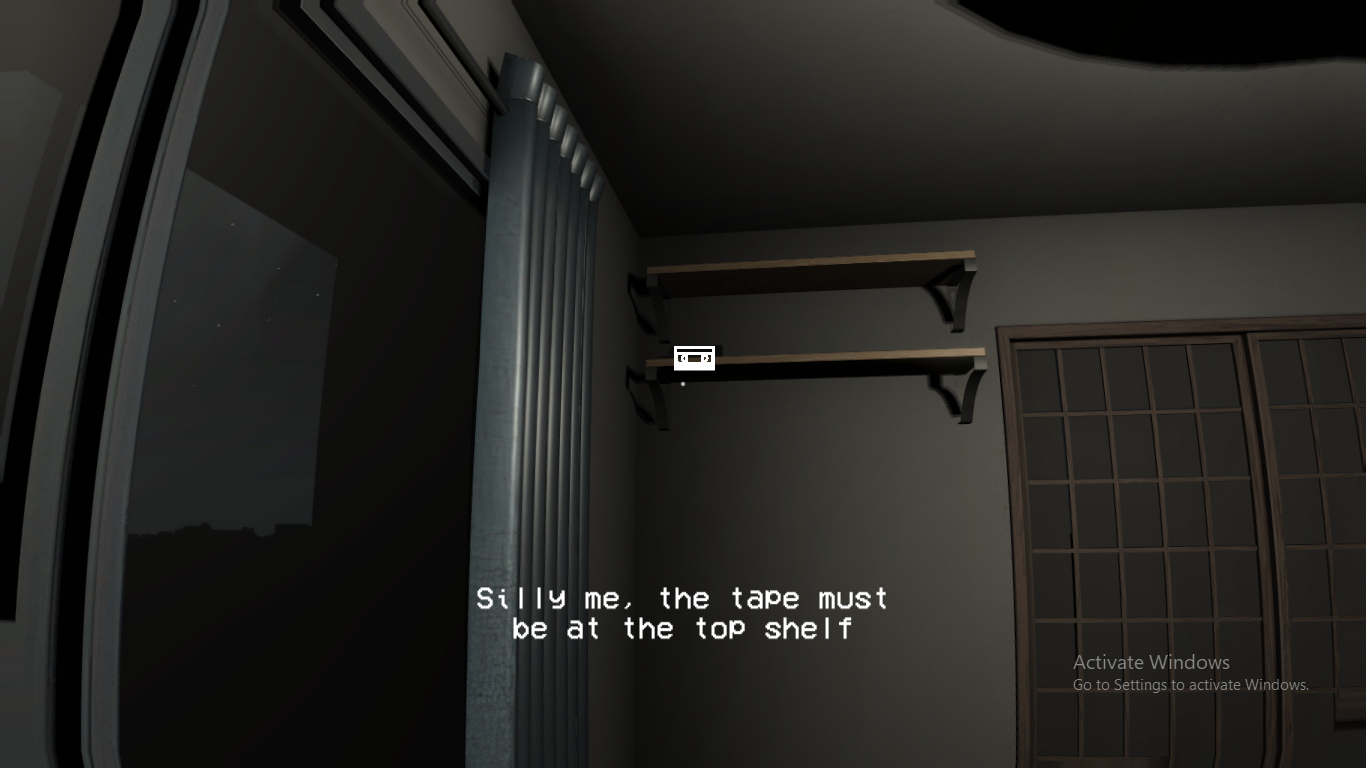 Silly me, the tape must
be at the top shelf
Activate Windows
Go to Settings to activate Windows.